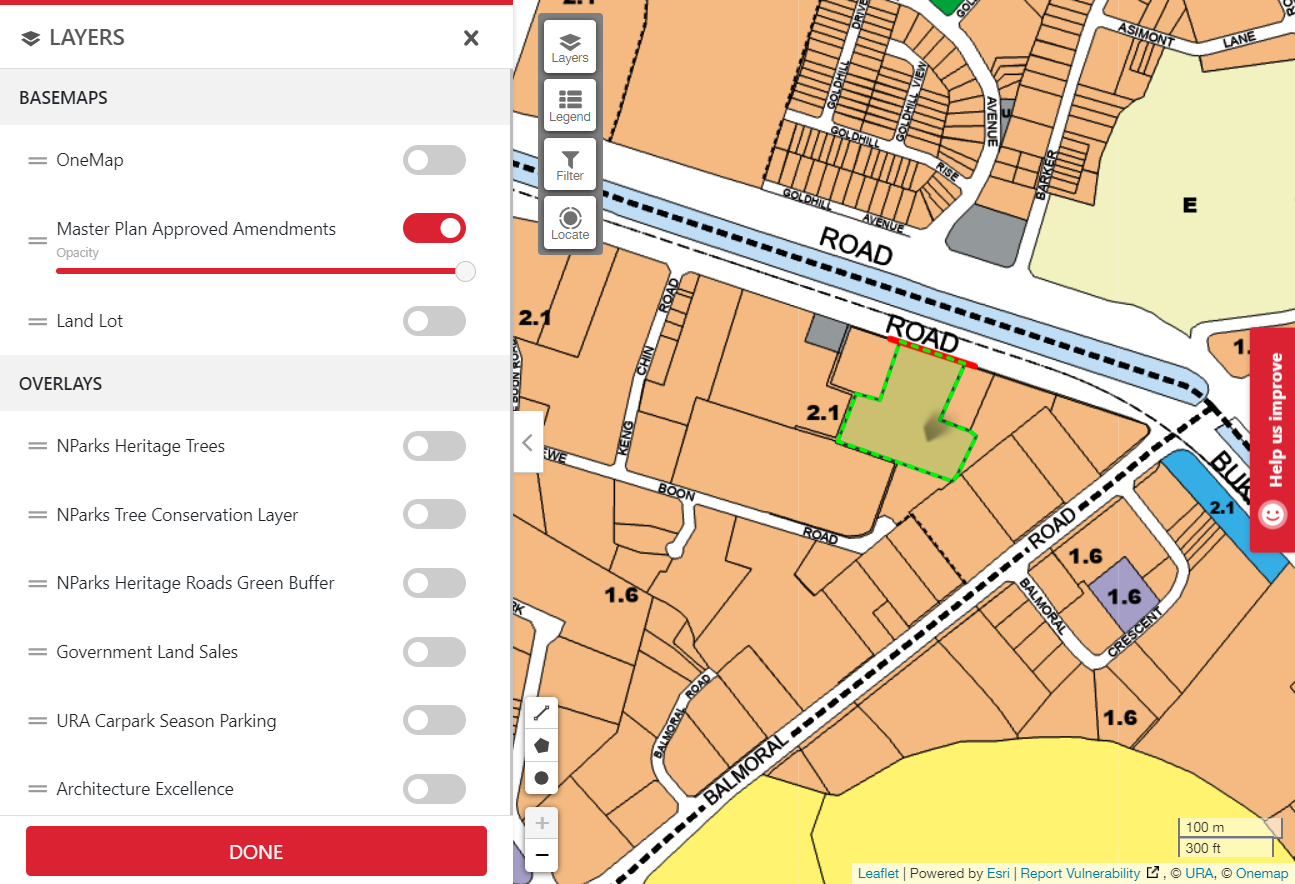 LAYERS
BASEMAPS
OneMap
Master Plan Approved Amendments
Opacity
Land Lot
OVERLAYS
NParks Heritage Trees
NParks Tree Conservation Layer
NParks Heritage Roads Green Buffer
Government Land Sales
URA Carpark Season Parking
Architecture Excellence
DONE
Layers
Legend
Filter
Locate
DRIVE
GOLDHILL
GOLDHILL VIEW
GOLDHILL
RISE
AVENUE
GOLDHILL
AVENUE
ASIMONT
LANE
BARKER
U
E
ROAD
ROAD
2.1
ROAD
CHIN
KENG
2.1
BOON
ROAD
1.6
ROAD
BALMORAL
BALMORAL
ROAD
BALMORAL
CRESCENT
1.6
1.6
1.6
2.1
Help us improve
100 m
300 ft
Leaflet | Powered by Esri | Report Vulnerability , © URA, © Onemap